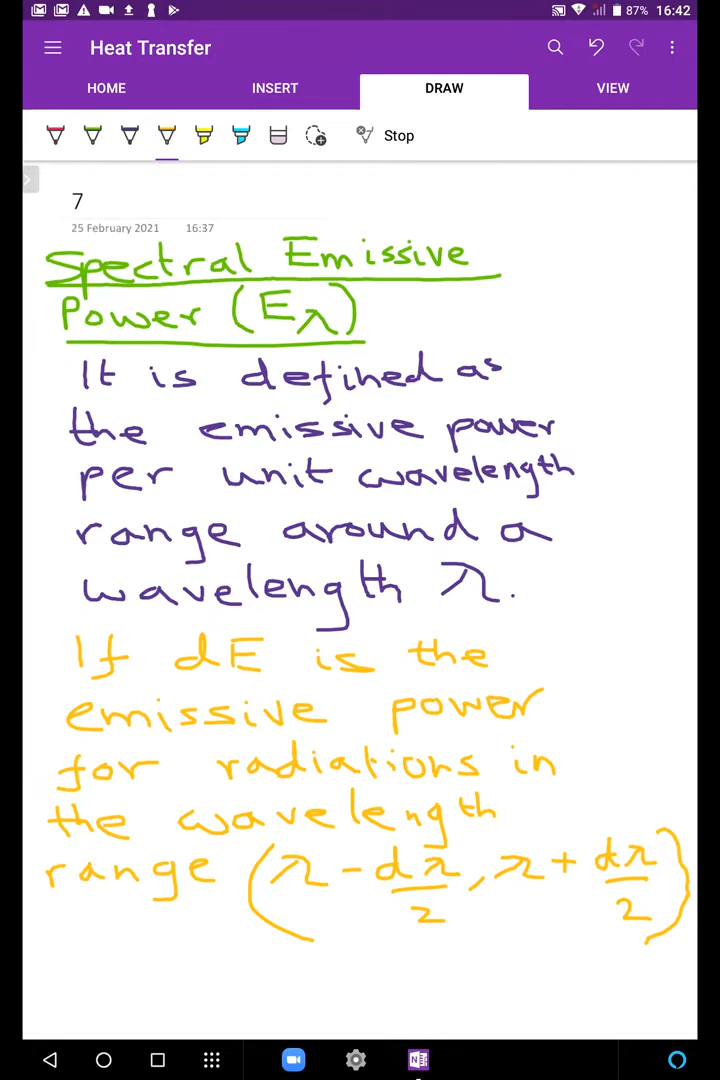 87% 16:42
Heat Transfer
HOME INSERT DRAW VIEW
Stop
7
25 February 2021 16:37
Spectral Emissive
Power (Eλ)
It is defined as
the emissive power
per unit wavelength
range around a
wavelength λ.
If dE is the
emissive power
for radiations in
the wavelength
range (λ - dλ/2, λ + dλ/2)